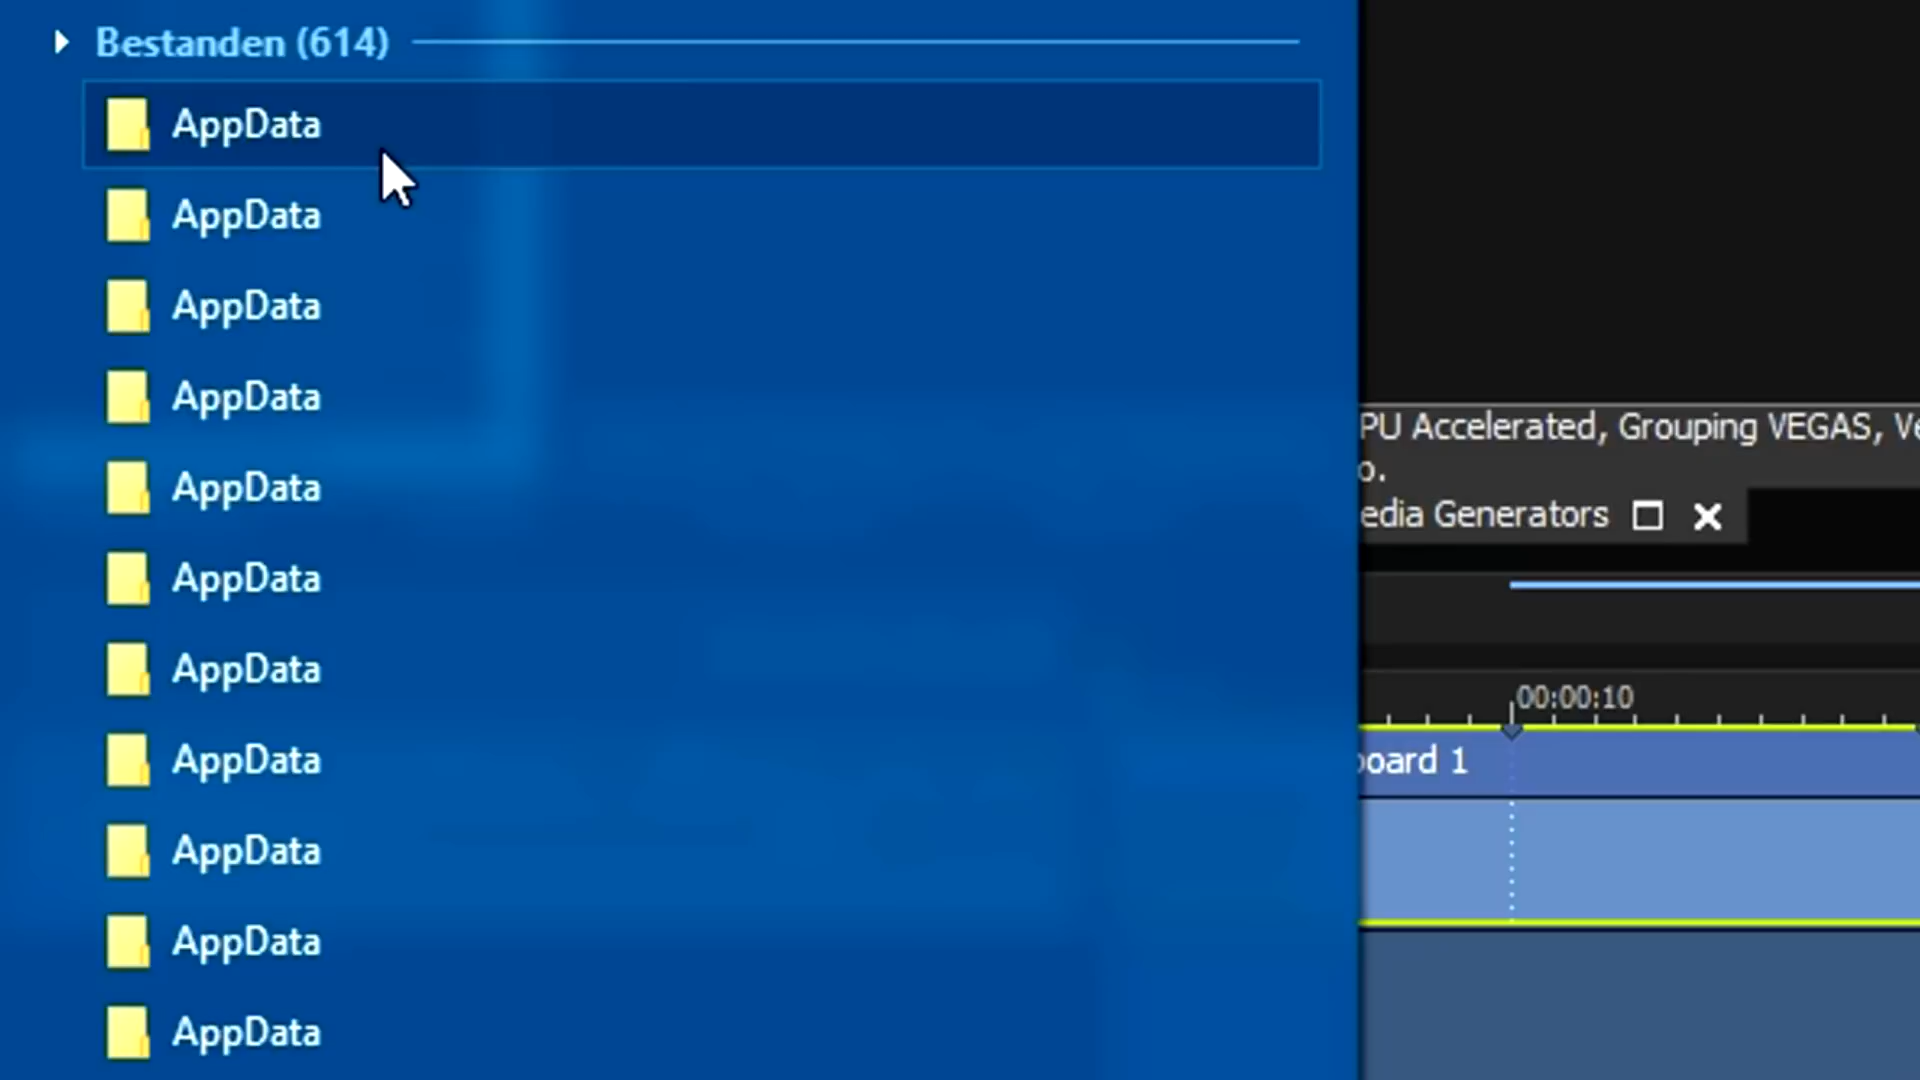 Bestanden (614)
AppData
AppData
AppData
AppData
AppData
AppData
AppData
AppData
AppData
AppData
AppData
PU Accelerated, Grouping VEGAS, Ve
o.
edia Generators
00:00:10
board 1